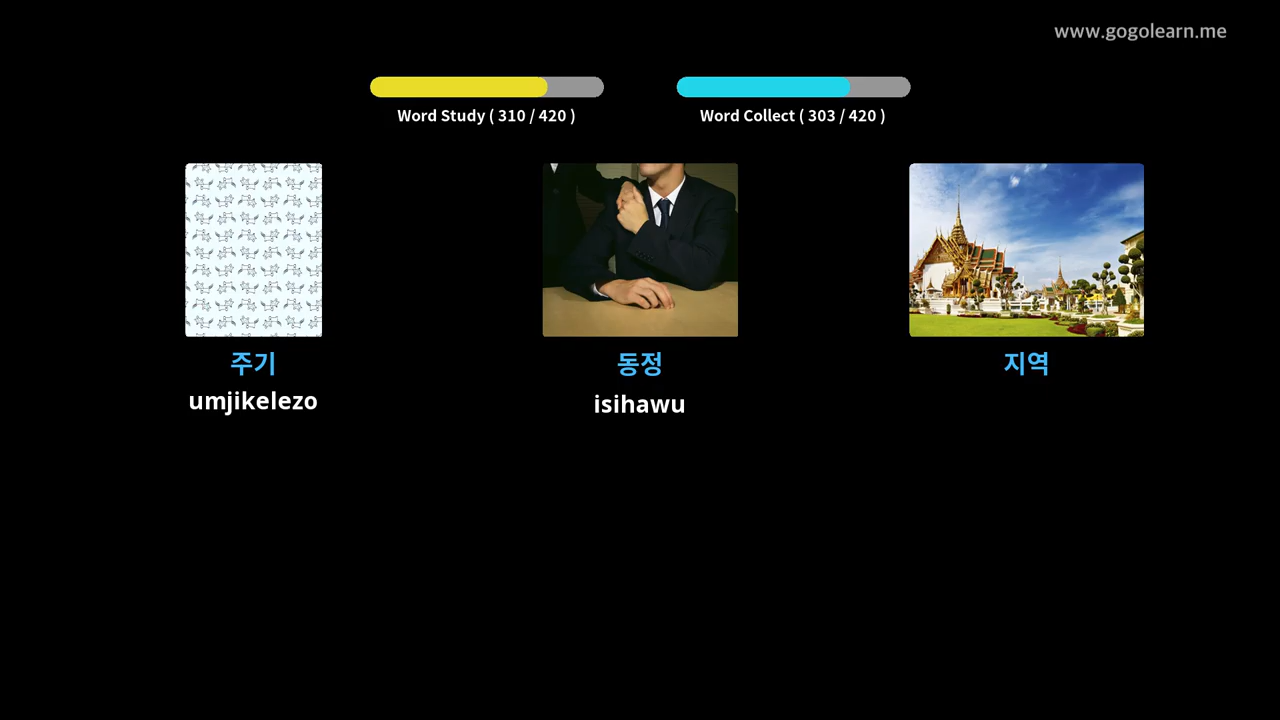 www.gogolearn.me
Word Study ( 310 / 420 )
Word Collect ( 303 / 420 )
주기
umjikelezo
동정
isihawu
지역